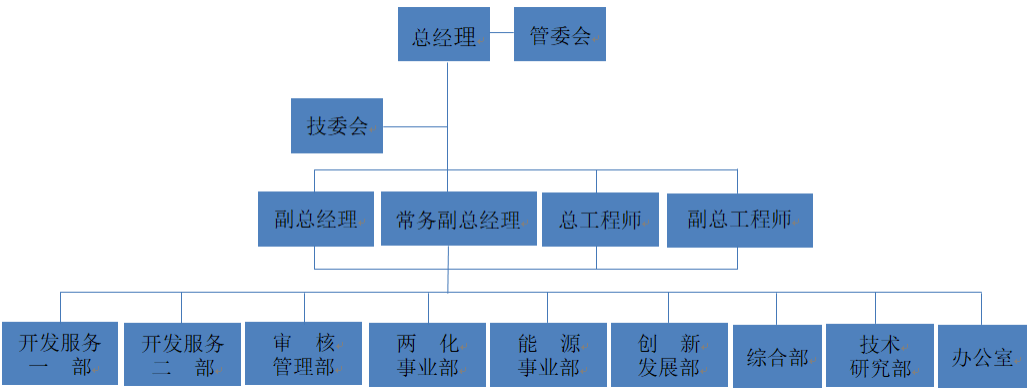 总经理
管委会
技委会
副总经理
常务副总经理
总工程师
副总工程师
开发服务
一 部
开发服务
二 部
审 核
管理部
两 化
事业部
能 源
事业部
创 新
发展部
综合部
技术
研究部
办公室